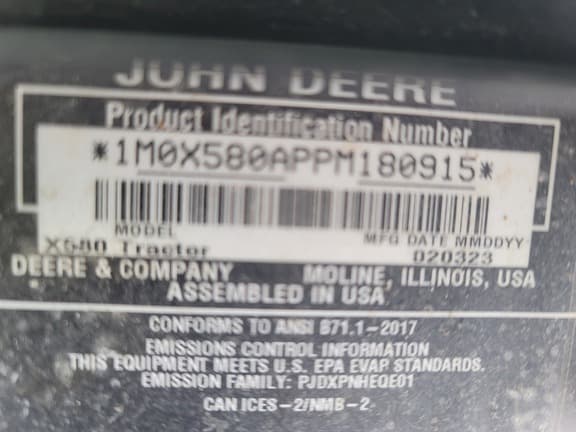 JOHN DEERE
Product Identification Number
*1M0X580APPM180915*
MODEL
MFG DATE MMDDYY
X580 Tractor
020323
DEERE & COMPANY MOLINE, ILLINOIS, USA
ASSEMBLED IN USA
CONFORMS TO ANSI B71.1-2017
EMISSIONS CONTROL INFORMATION
THIS EQUIPMENT MEETS U.S. EPA EVAP STANDARDS.
EMISSION FAMILY: PJDXPNHEQE01
CAN ICES-2/NMB-2